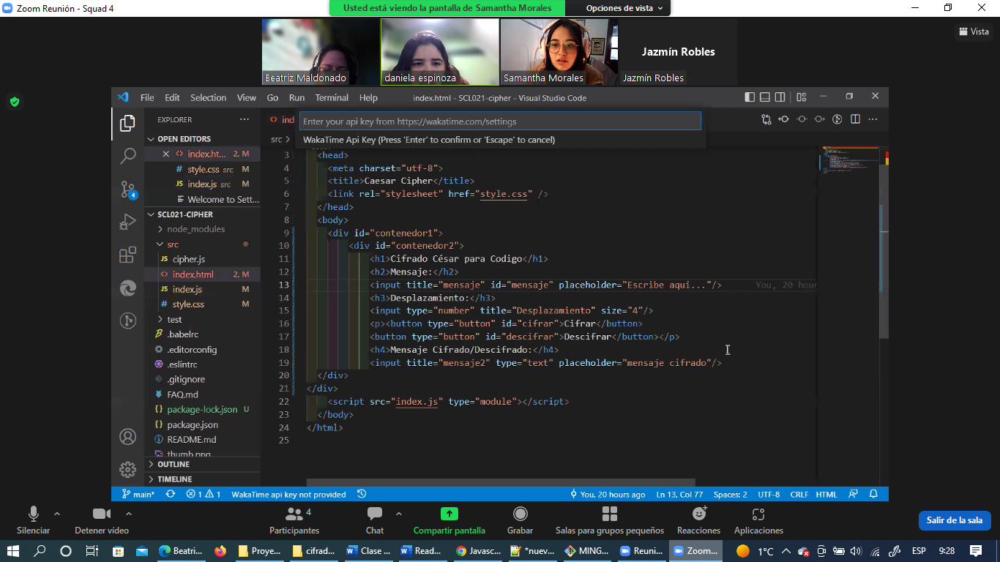 Zoom Reunión - Squad 4
Usted está viendo la pantalla de Samantha Morales
Opciones de vista
Vista
Beatriz Maldonado
daniela espinoza
Samantha Morales
Jazmín Robles
Jazmín Robles
File Edit Selection View Go Run Terminal Help
index.html - SCL021-cipher - Visual Studio Code
EXPLORER
OPEN EDITORS
index.ht... 2, M
style.css src M
index.js src M
Welcome to Sett...
SCL021-CIPHER
node_modules
src
cipher.js
index.html 2, M
index.js M
style.css M
test
.babelrc
.editorconfig
.eslintrc
.gitignore
FAQ.md
package-lock.json U
package.json
README.md
thumb.png
OUTLINE
TIMELINE
4
ind
src >
Enter your api key from https://wakatime.com/settings
WakaTime Api Key (Press 'Enter' to confirm or 'Escape' to cancel)
3 <head>
4 <meta charset="utf-8">
5 <title>Caesar Cipher</title>
6 <link rel="stylesheet" href="style.css" />
7 </head>
8 <body>
9 <div id="contenedor1">
10 <div id="contenedor2">
11 <h1>Cifrado César para Codigo</h1>
12 <h2>Mensaje:</h2>
13 <input title="mensaje" id="mensaje" placeholder="Escribe aqui..."/> You, 20 hour
14 <h3>Desplazamiento:</h3>
15 <input type="number" title="Desplazamiento" size="4"/>
16 <p><button type="button" id="cifrar">Cifrar</button>
17 <button type="button" id="descifrar">Descifrar</button></p>
18 <h4>Mensaje Cifrado/Descifrado:</h4>
19 <input title="mensaje2" type="text" placeholder="mensaje cifrado"/>
20 </div>
21 </div>
22 <script src="index.js" type="module"></script>
23 </body>
24 </html>
25
main* 1 1 WakaTime api key not provided
You, 20 hours ago Ln 13, Col 77 Spaces: 2 UTF-8 CRLF HTML
4
Silenciar Detener vídeo Participantes Chat Compartir pantalla Grabar Salas para grupos pequeños Reacciones Aplicaciones
Salir de la sala
Beatri... Proye... cifrad... Clase ... Read... Javasc... *nuev... MING... Reuni... Zoom...
1°C ESP 9:28